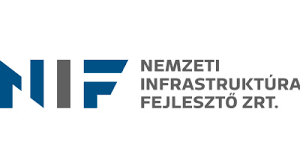 NIF
NEMZETI
INFRASTRUKTÚRA
FEJLESZTŐ ZRT.